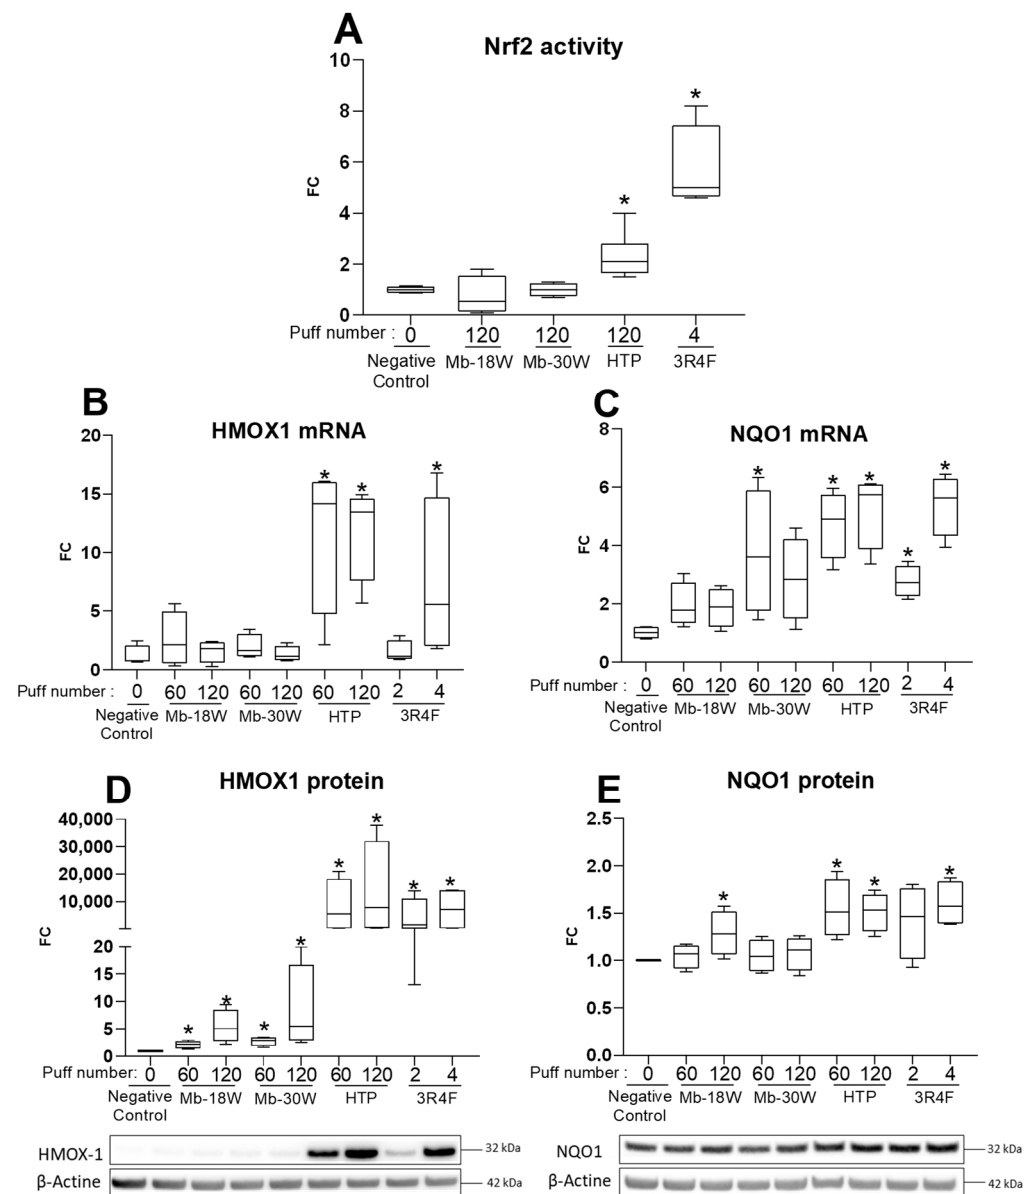 A
Nrf2 activity
10
8
6
4
2
0
FC
*
*
Puff number : 0 120 120 120 4
Negative Control Mb-18W Mb-30W HTP 3R4F
B
HMOX1 mRNA
20
15
10
5
0
FC
* * *
Puff number : 0 60 120 60 120 60 120 2 4
Negative Control Mb-18W Mb-30W HTP 3R4F
C
NQO1 mRNA
8
6
4
2
0
FC
* * * * *
Puff number : 0 60 120 60 120 60 120 2 4
Negative Control Mb-18W Mb-30W HTP 3R4F
D
HMOX1 protein
40,000
30,000
20,000
10,000
20
15
10
5
0
FC
* * * * * * * *
Puff number: 0 60 120 60 120 60 120 2 4
Negative Control Mb-18W Mb-30W HTP 3R4F
HMOX-1 32 kDa
β-Actine 42 kDa
E
NQO1 protein
2.5
2.0
1.5
1.0
0.5
0.0
FC
* * * *
Puff number: 0 60 120 60 120 60 120 2 4
Negative Control Mb-18W Mb-30W HTP 3R4F
NQO1 32 kDa
β-Actine 42 kDa